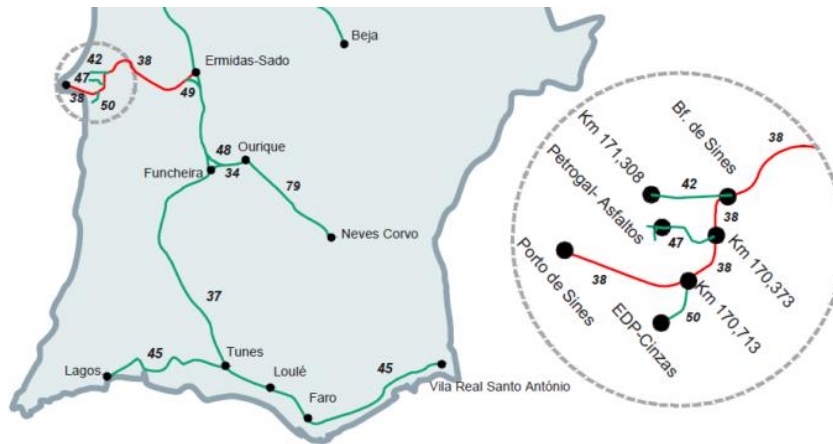 Beja
42
38
Ermidas-Sado
47
38
50
49
48
Ourique
Funcheira
34
79
Neves Corvo
37
45
Tunes
Lagos
Loulé
45
Faro
Vila Real Santo António
38
Km 171,308
42
Bf. de Sines
Petrogal- Asfaltos
38
47
Km 170,373
Porto de Sines
38
38
Km 170,713
50
EDP-Cinzas